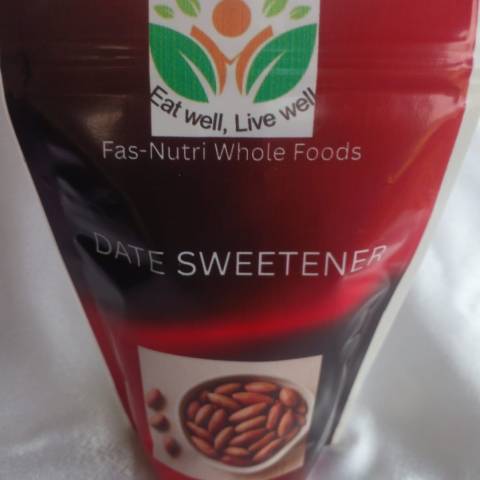 Eat well, Live well
Fas-Nutri Whole Foods
DATE SWEETENER